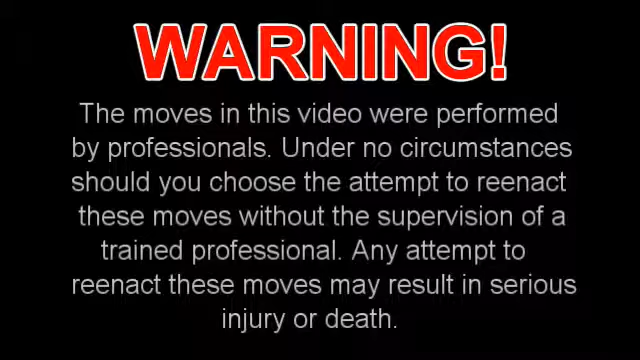 WARNING!
The moves in this video were performed
by professionals. Under no circumstances
should you choose the attempt to reenact
these moves without the supervision of a
trained professional. Any attempt to
reenact these moves may result in serious
injury or death.